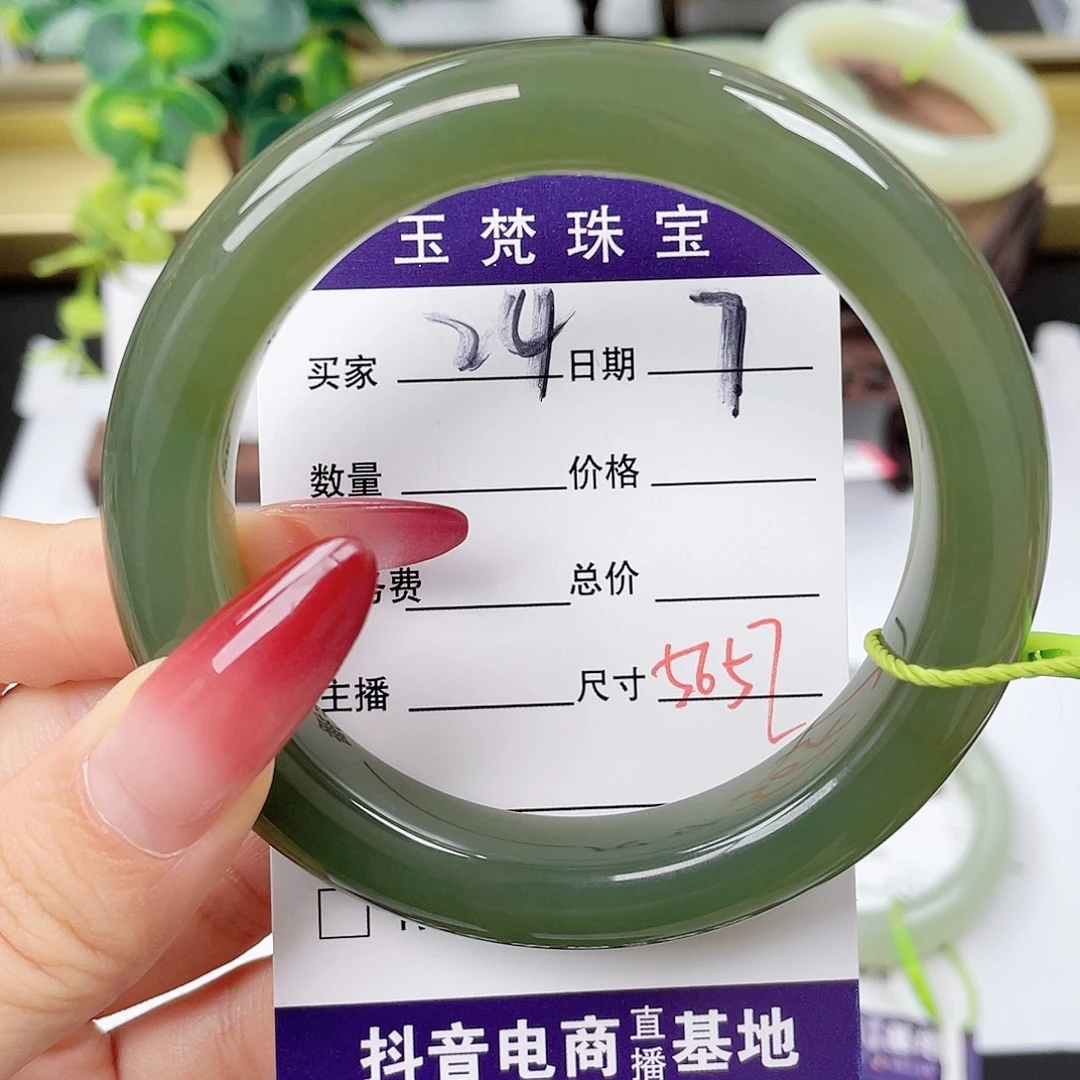 玉梵珠宝
买家 24 日期 7
数量 价格
费 总价
主播 尺寸 565
抖音电商直播基地